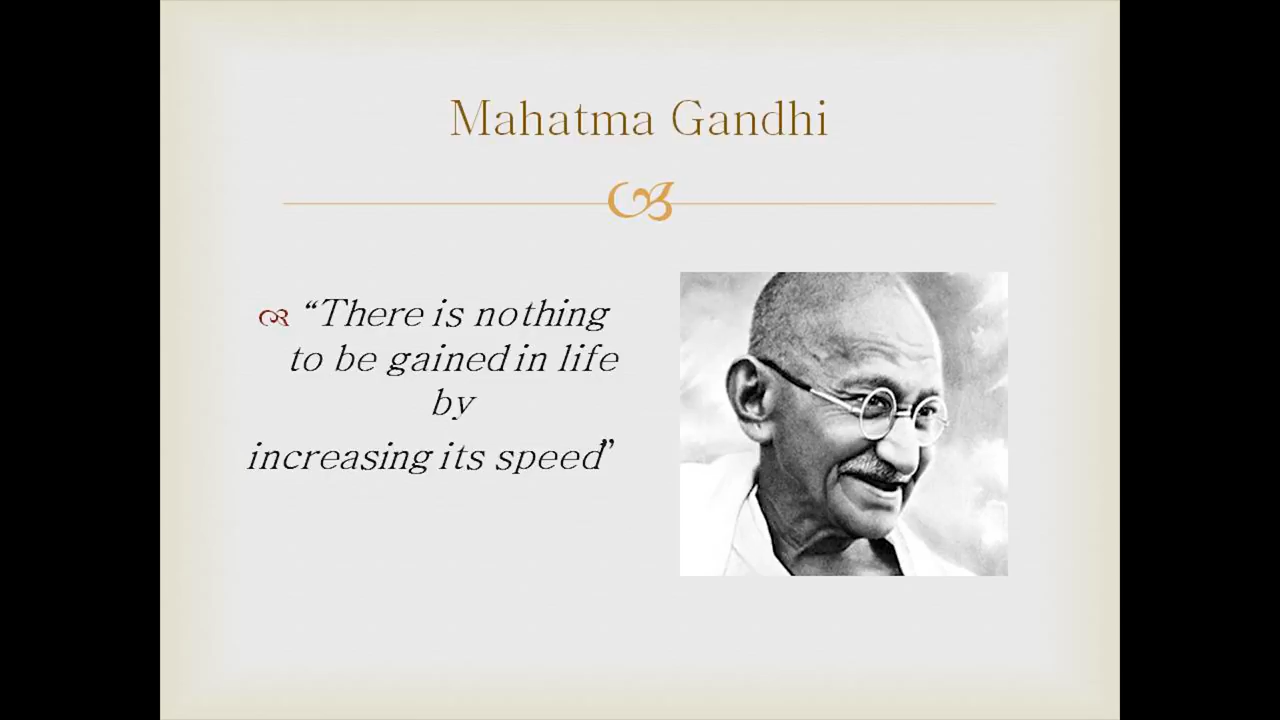 Mahatma Gandhi
“There is nothing
to be gained in life
by
increasing its speed”